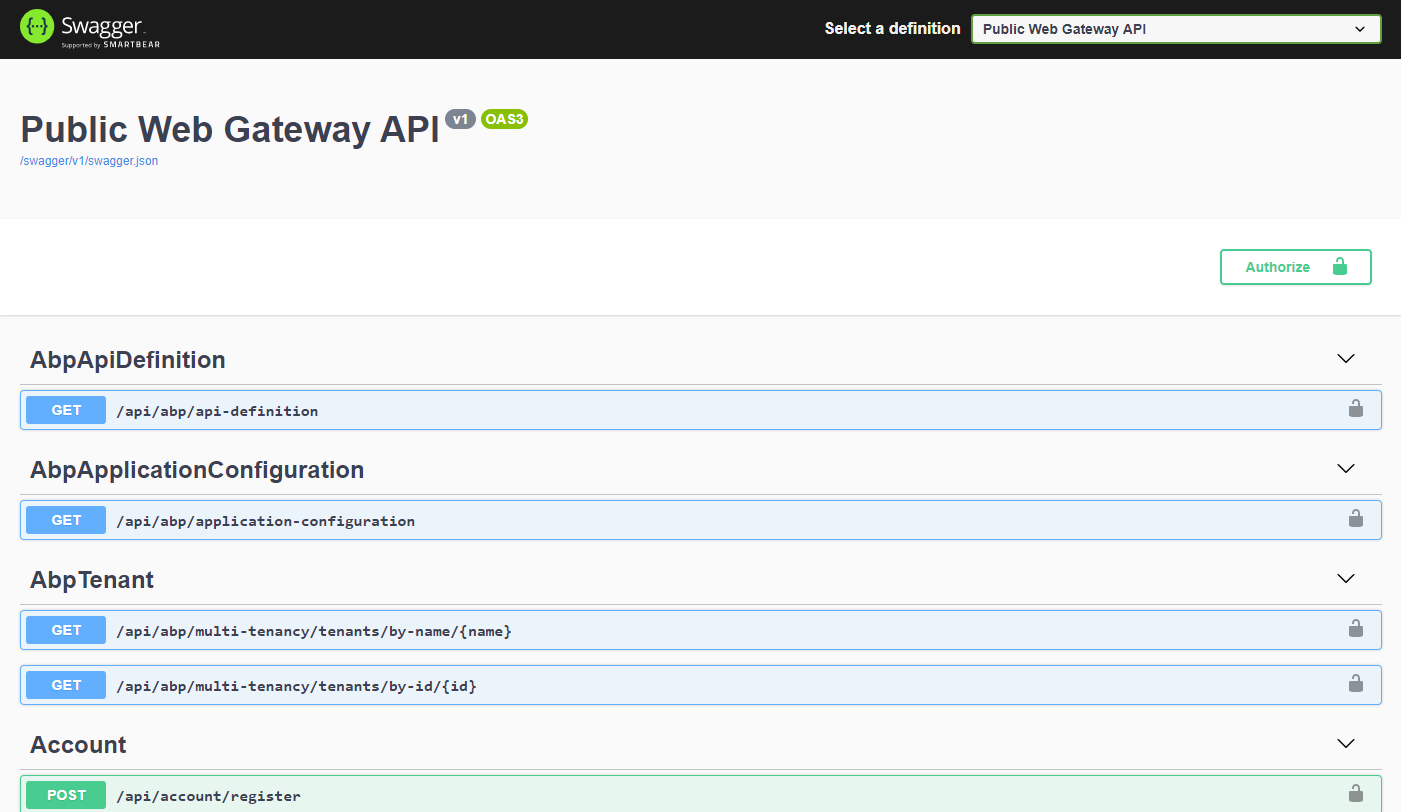 {···} Swagger.
Supported by SMARTBEAR
Select a definition
Public Web Gateway API
Public Web Gateway API v1 OAS3
/swagger/v1/swagger.json
Authorize
AbpApiDefinition
GET /api/abp/api-definition
AbpApplicationConfiguration
GET /api/abp/application-configuration
AbpTenant
GET /api/abp/multi-tenancy/tenants/by-name/{name}
GET /api/abp/multi-tenancy/tenants/by-id/{id}
Account
POST /api/account/register